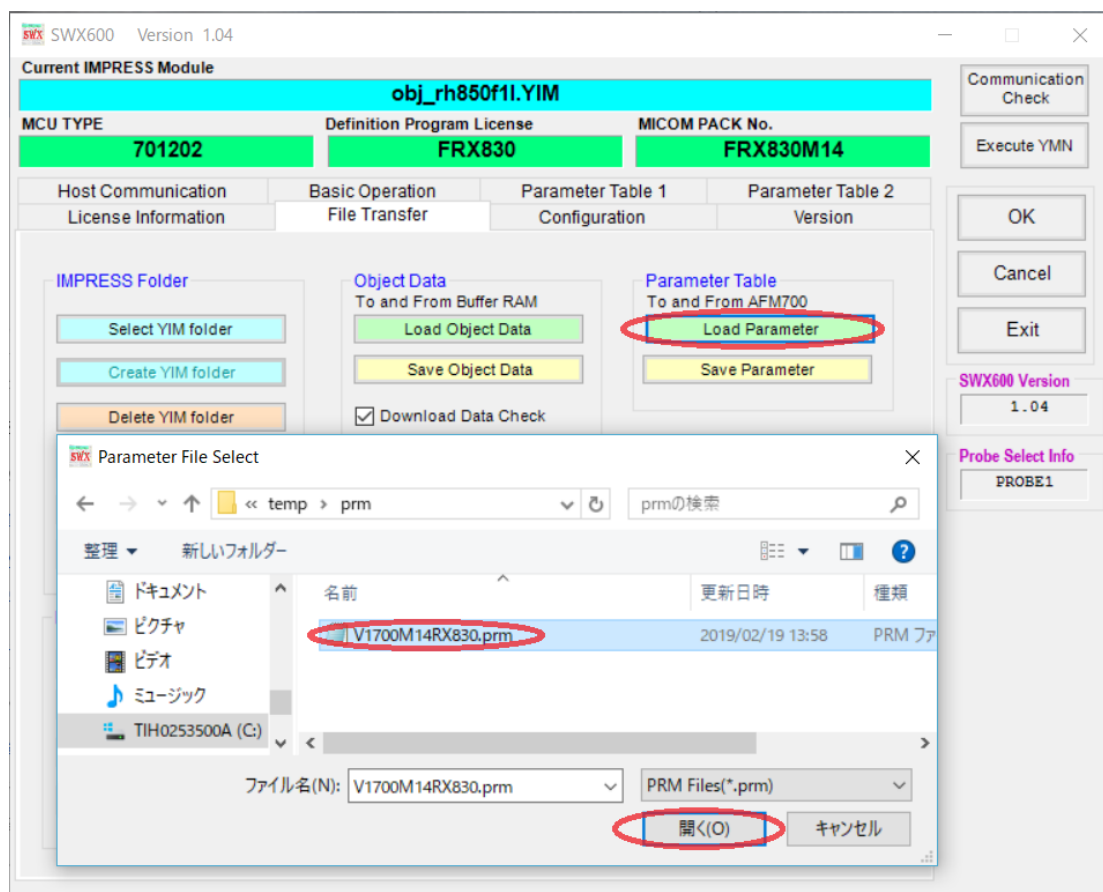 SWX SWX600 Version 1.04
Current IMPRESS Module
obj_rh850f1l.YIM
MCU TYPE Definition Program License MICOM PACK No.
701202 FRX830 FRX830M14
Host Communication Basic Operation Parameter Table 1 Parameter Table 2
License Information File Transfer Configuration Version
IMPRESS Folder
Select YIM folder
Create YIM folder
Delete YIM folder
Object Data
To and From Buffer RAM
Load Object Data
Save Object Data
Download Data Check
Parameter Table
To and From AFM700
Load Parameter
Save Parameter
Communication
Check
Execute YMN
OK
Cancel
Exit
SWX600 Version
1.04
Probe Select Info
PROBE1
SWX Parameter File Select
« temp › prm
prmの検索
整理 新しいフォルダー
ドキュメント
ピクチャ
ビデオ
ミュージック
TIH0253500A (C:)
名前 更新日時 種類
V1700M14RX830.prm 2019/02/19 13:58 PRM ファ
ファイル名(N): V1700M14RX830.prm PRM Files(*.prm)
開く(O) キャンセル